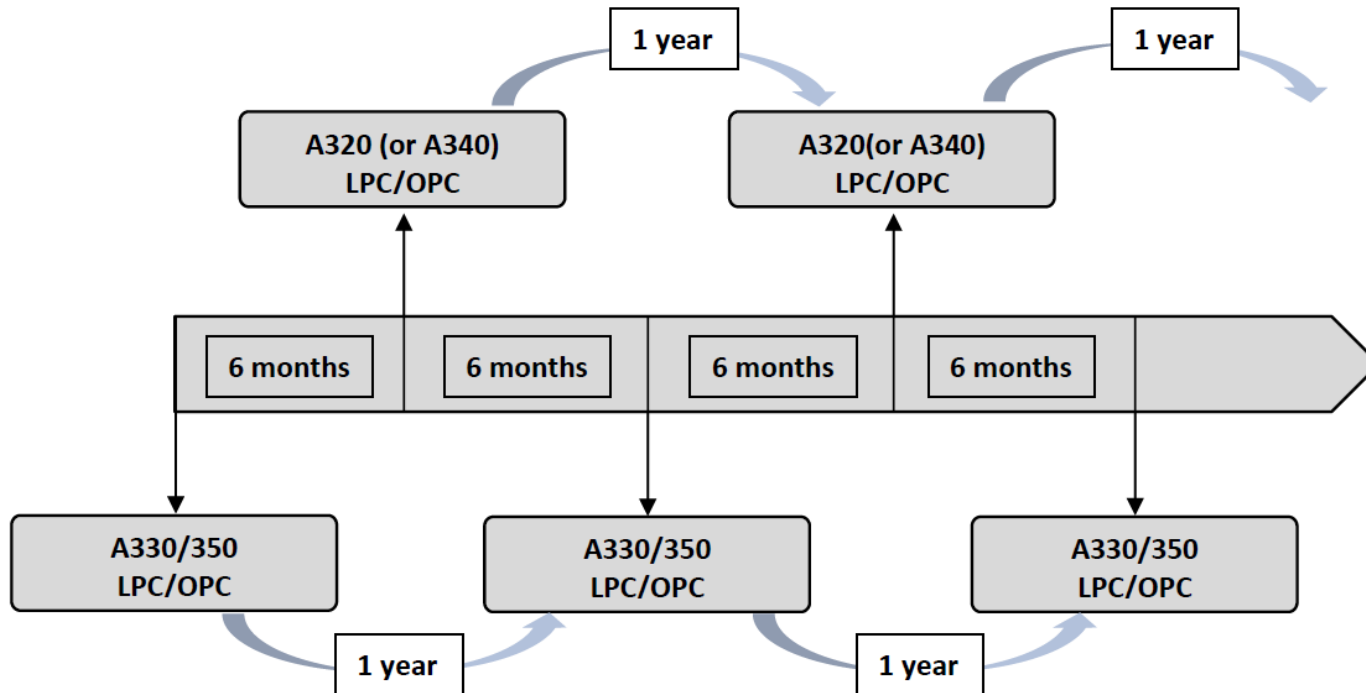 1 year
1 year
A320 (or A340)
LPC/OPC
A320(or A340)
LPC/OPC
6 months
6 months
6 months
6 months
A330/350
LPC/OPC
A330/350
LPC/OPC
A330/350
LPC/OPC
1 year
1 year